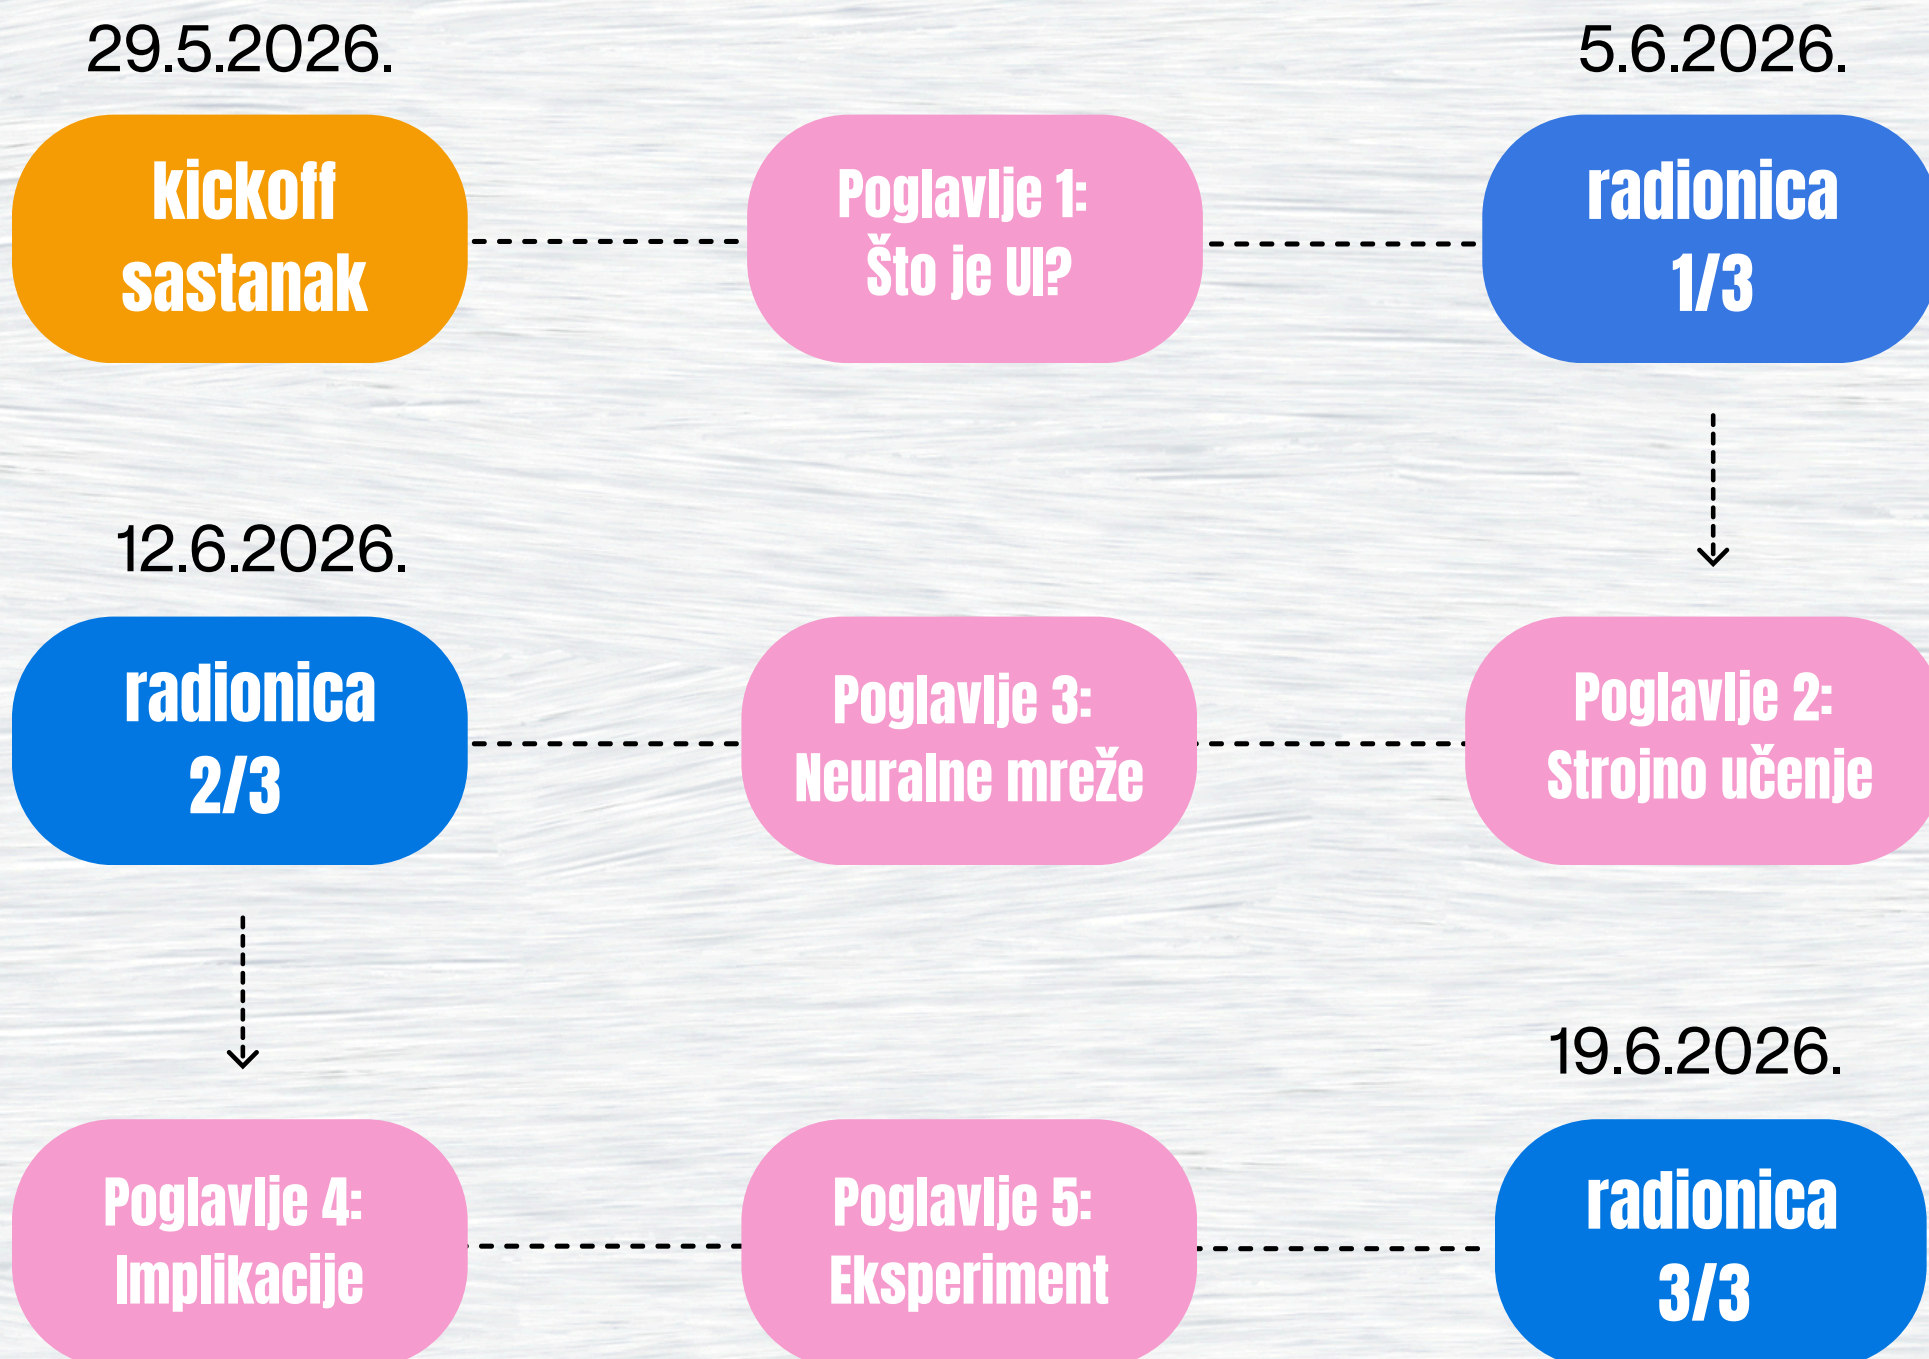 29.5.2026.
5.6.2026.
kickoff
sastanak
Poglavlje 1:
Što je UI?
radionica
1/3
12.6.2026.
radionica
2/3
Poglavlje 3:
Neuralne mreže
Poglavlje 2:
Strojno učenje
19.6.2026.
Poglavlje 4:
Implikacije
Poglavlje 5:
Eksperiment
radionica
3/3